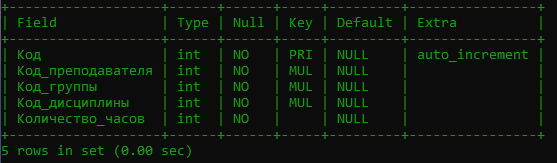 +--------------------+------+------+-----+---------+----------------+
| Field              | Type | Null | Key | Default | Extra          |
+--------------------+------+------+-----+---------+----------------+
| Код                | int  | NO   | PRI | NULL    | auto_increment |
| Код_преподавателя  | int  | NO   | MUL | NULL    |                |
| Код_группы         | int  | NO   | MUL | NULL    |                |
| Код_дисциплины     | int  | NO   | MUL | NULL    |                |
| Количество_часов   | int  | NO   |     | NULL    |                |
+--------------------+------+------+-----+---------+----------------+
5 rows in set (0.00 sec)